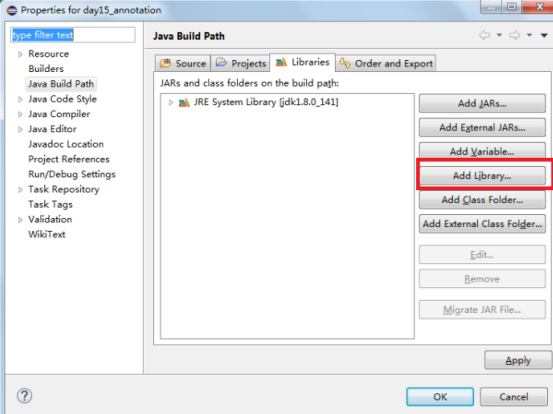 Properties for day15_annotation
type filter text
Resource
Builders
Java Build Path
Java Code Style
Java Compiler
Java Editor
Javadoc Location
Project References
Run/Debug Settings
Task Repository
Task Tags
Validation
WikiText
Java Build Path
Source
Projects
Libraries
Order and Export
JARs and class folders on the build path:
JRE System Library [jdk1.8.0_141]
Add JARs...
Add External JARs...
Add Variable...
Add Library...
Add Class Folder...
Add External Class Folder...
Edit...
Remove
Migrate JAR File...
Apply
?
OK
Cancel